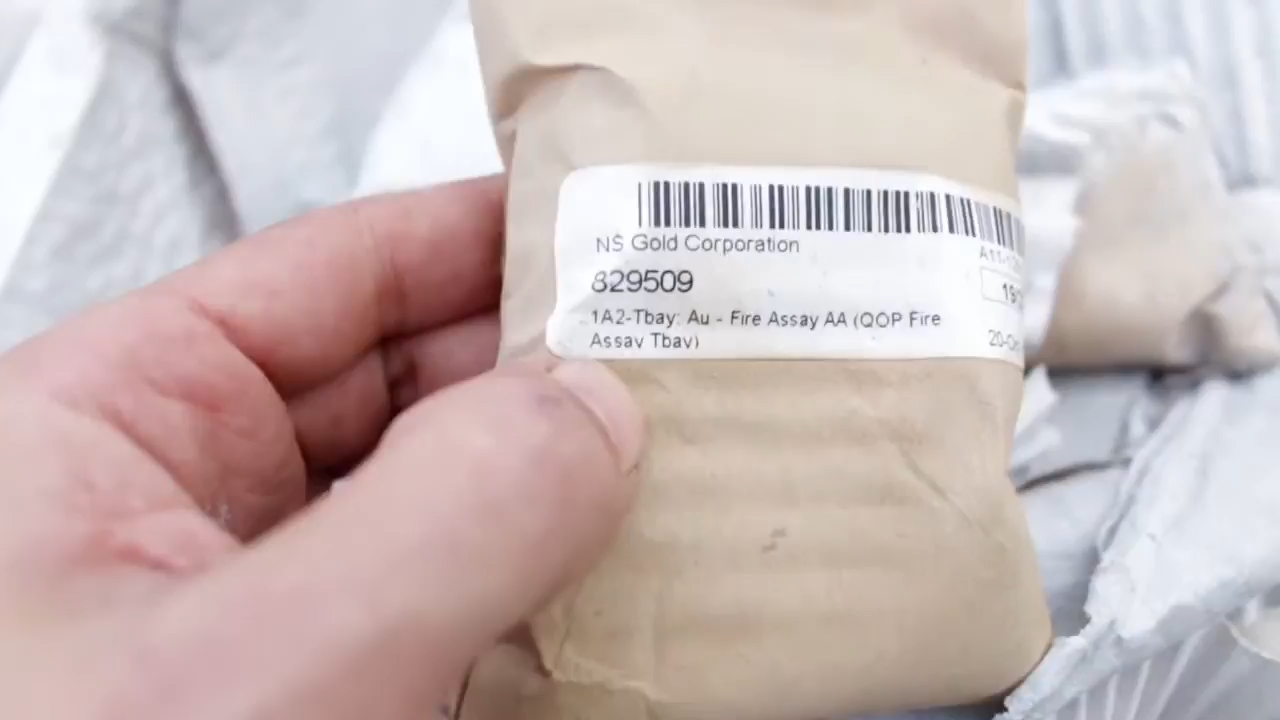 NS Gold Corporation
829509
1A2-Tbay: Au - Fire Assay AA (QOP Fire
Assay Tbay)